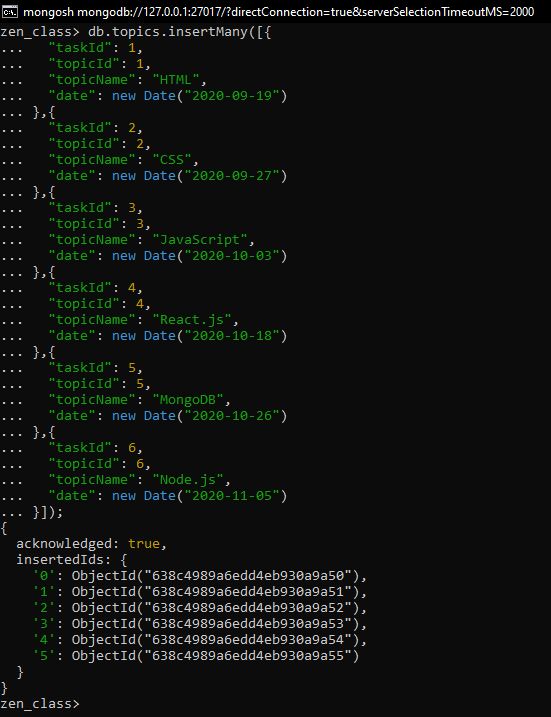 mongosh mongodb://127.0.0.1:27017/?directConnection=true&serverSelectionTimeoutMS=2000
zen_class> db.topics.insertMany([{
...   "taskId": 1,
...   "topicId": 1,
...   "topicName": "HTML",
...   "date": new Date("2020-09-19")
... },{
...   "taskId": 2,
...   "topicId": 2,
...   "topicName": "CSS",
...   "date": new Date("2020-09-27")
... },{
...   "taskId": 3,
...   "topicId": 3,
...   "topicName": "JavaScript",
...   "date": new Date("2020-10-03")
... },{
...   "taskId": 4,
...   "topicId": 4,
...   "topicName": "React.js",
...   "date": new Date("2020-10-18")
... },{
...   "taskId": 5,
...   "topicId": 5,
...   "topicName": "MongoDB",
...   "date": new Date("2020-10-26")
... },{
...   "taskId": 6,
...   "topicId": 6,
...   "topicName": "Node.js",
...   "date": new Date("2020-11-05")
... }]);
{
  acknowledged: true,
  insertedIds: {
    '0': ObjectId("638c4989a6edd4eb930a9a50"),
    '1': ObjectId("638c4989a6edd4eb930a9a51"),
    '2': ObjectId("638c4989a6edd4eb930a9a52"),
    '3': ObjectId("638c4989a6edd4eb930a9a53"),
    '4': ObjectId("638c4989a6edd4eb930a9a54"),
    '5': ObjectId("638c4989a6edd4eb930a9a55")
  }
}
zen_class>